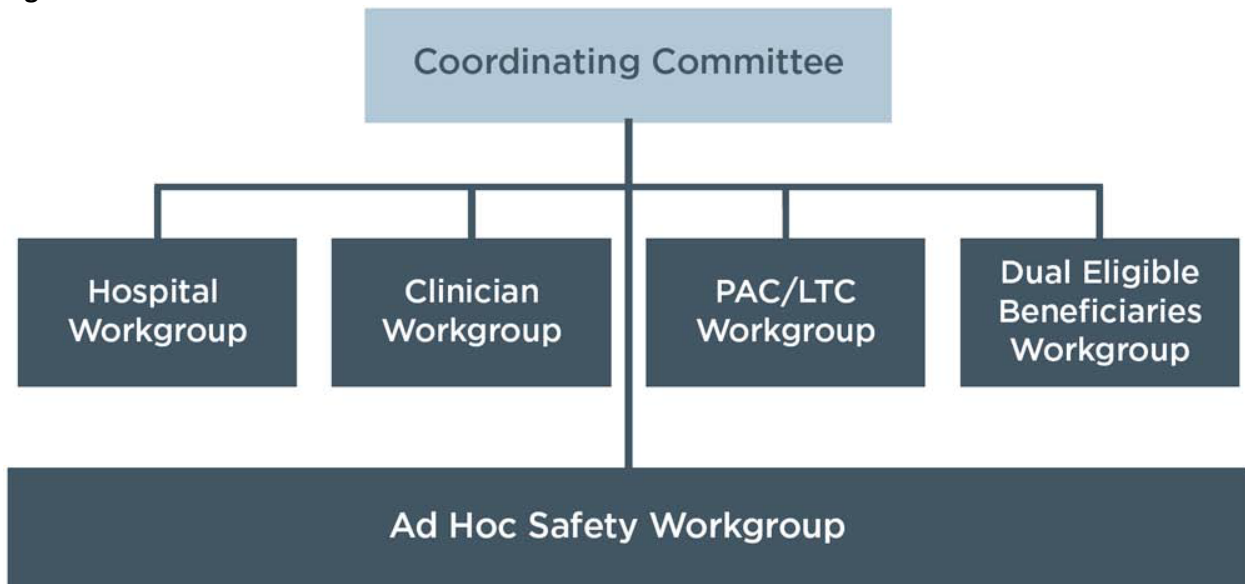 Coordinating Committee
Hospital
Workgroup
Clinician
Workgroup
PAC/LTC
Workgroup
Dual Eligible
Beneficiaries
Workgroup
Ad Hoc Safety Workgroup